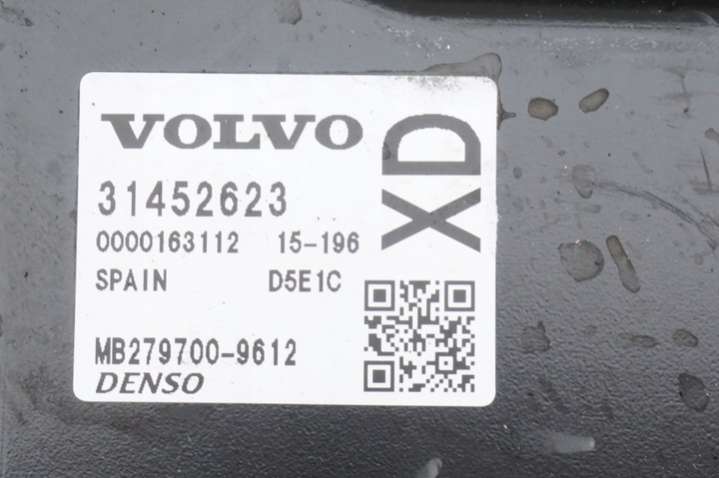 VOLVO
XD
31452623
0000163112 15-196
SPAIN D5E1C
MB279700-9612
DENSO